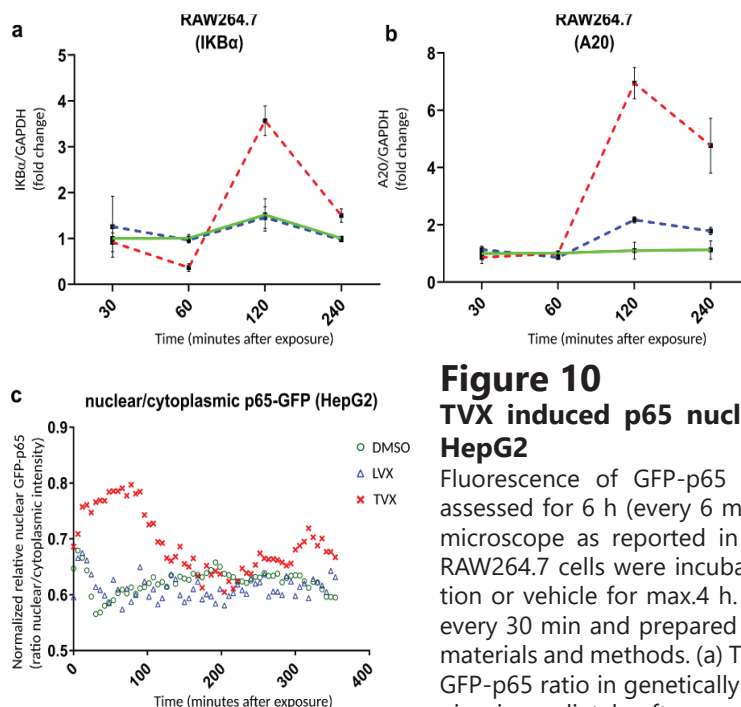 a
RAW264.7
(IKBα)
IKBα/GAPDH
(fold change)
5
4
3
2
1
0
30
60
120
240
Time (minutes after exposure)
b
RAW264.7
(A20)
A20/GAPDH
(fold change)
8
6
4
2
0
30
60
120
240
Time (minutes after exposure)
c
nuclear/cytoplasmic p65-GFP (HepG2)
Normalized relative nuclear GFP-p65
(ratio nuclear/cytoplasmic intensity)
0.9
0.8
0.7
0.6
0.5
0
100
200
300
400
Time (minutes after exposure)
DMSO
LVX
TVX
Figure 10
TVX induced p65 nucl
HepG2
Fluorescence of GFP-p65
assessed for 6 h (every 6 m
microscope as reported in
RAW264.7 cells were incuba
tion or vehicle for max.4 h.
every 30 min and prepared
materials and methods. (a) T
GFP-p65 ratio in genetically